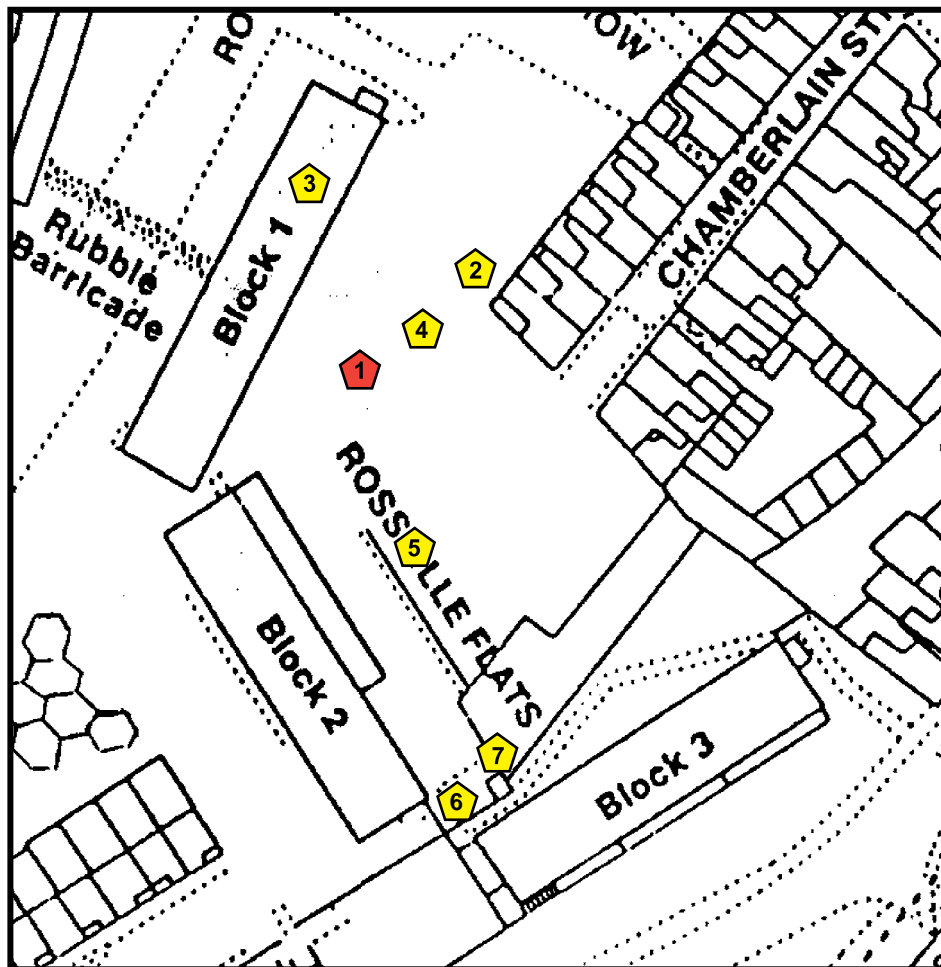 RO
OW
CHAMBERLAIN ST
3
Block 1
Rubble
Barricade
2
4
1
ROSS
LLE FLATS
5
Block 2
7
6
Block 3